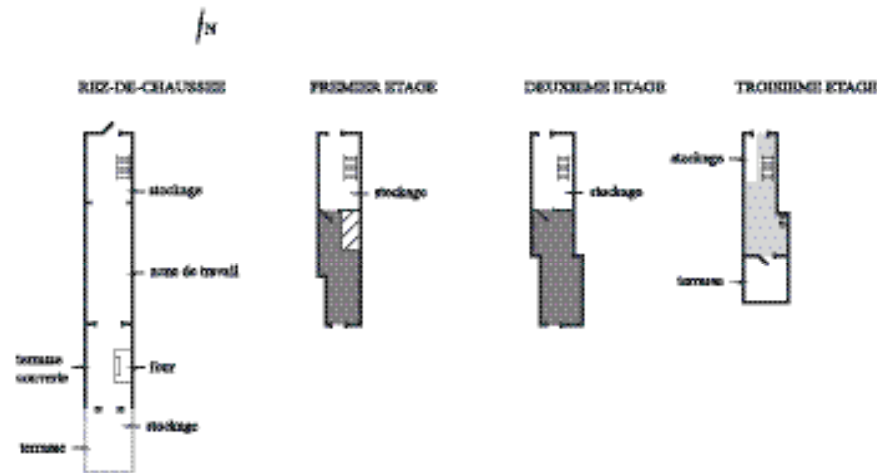 N
REZ-DE-CHAUSSEE
PREMIER ETAGE
DEUXIEME ETAGE
TROISIEME ETAGE
stockage
stockage
stockage
stockage
zone de travail
terrasse
terrasse
couverte
four
stockage
terrasse